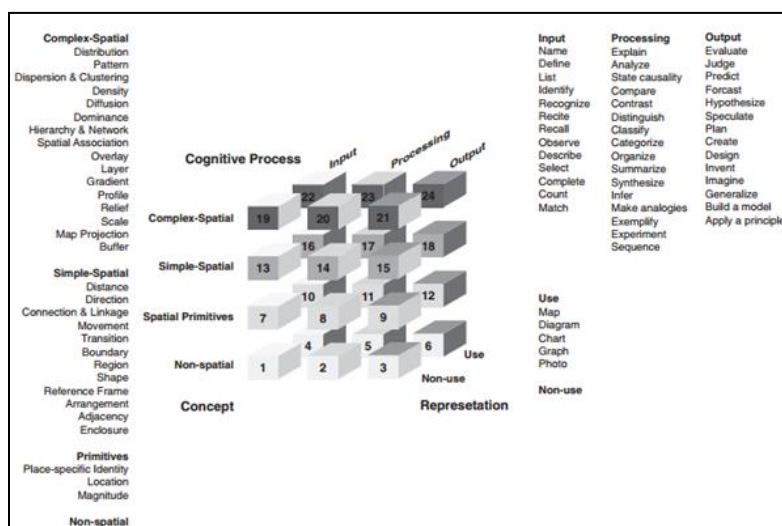 Complex-Spatial
Distribution
Pattern
Dispersion & Clustering
Density
Diffusion
Dominance
Hierarchy & Network
Spatial Association
Overlay
Layer
Gradient
Profile
Relief
Scale
Map Projection
Buffer
Simple-Spatial
Distance
Direction
Connection & Linkage
Movement
Transition
Boundary
Region
Shape
Reference Frame
Arrangement
Adjacency
Enclosure
Primitives
Place-specific Identity
Location
Magnitude
Non-spatial
Cognitive Process
Input
Processing
Output
22 23 24
Complex-Spatial 19 20 21
16 17 18
Simple-Spatial 13 14 15
10 11 12
Spatial Primitives 7 8 9
4 5 6
Use
Non-spatial 1 2 3
Non-use
Concept
Represetation
Input
Name
Define
List
Identify
Recognize
Recite
Recall
Observe
Describe
Select
Complete
Count
Match
Processing
Explain
Analyze
State causality
Compare
Contrast
Distinguish
Classify
Categorize
Organize
Summarize
Synthesize
Infer
Make analogies
Exemplify
Experiment
Sequence
Output
Evaluate
Judge
Predict
Forcast
Hypothesize
Speculate
Plan
Create
Design
Invent
Imagine
Generalize
Build a model
Apply a principle
Use
Map
Diagram
Chart
Graph
Photo
Non-use